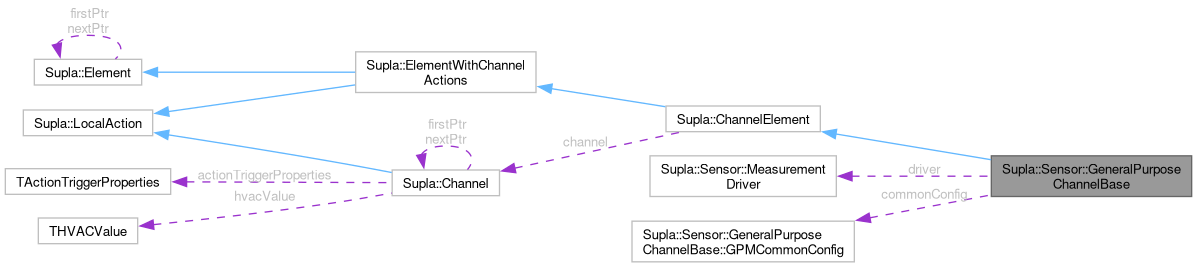 firstPtr
nextPtr
Supla::Element
Supla::ElementWithChannel
Actions
Supla::LocalAction
Supla::ChannelElement
firstPtr
nextPtr
channel
Supla::Sensor::Measurement
Driver
driver
Supla::Sensor::GeneralPurpose
ChannelBase
TActionTriggerProperties
actionTriggerProperties
Supla::Channel
hvacValue
commonConfig
THVACValue
Supla::Sensor::GeneralPurpose
ChannelBase::GPMCommonConfig